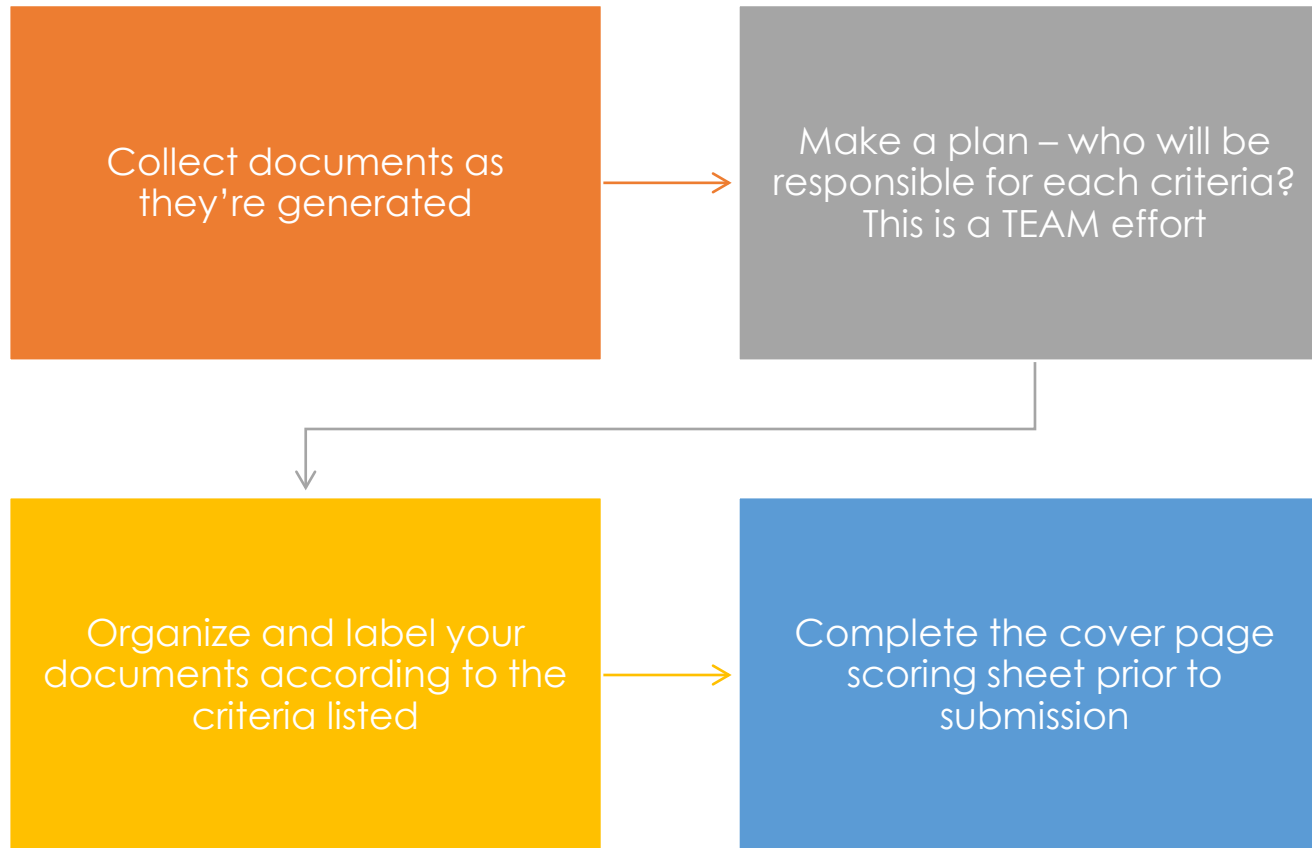 Collect documents as
they’re generated
Make a plan – who will be
responsible for each criteria?
This is a TEAM effort
Organize and label your
documents according to the
criteria listed
Complete the cover page
scoring sheet prior to
submission